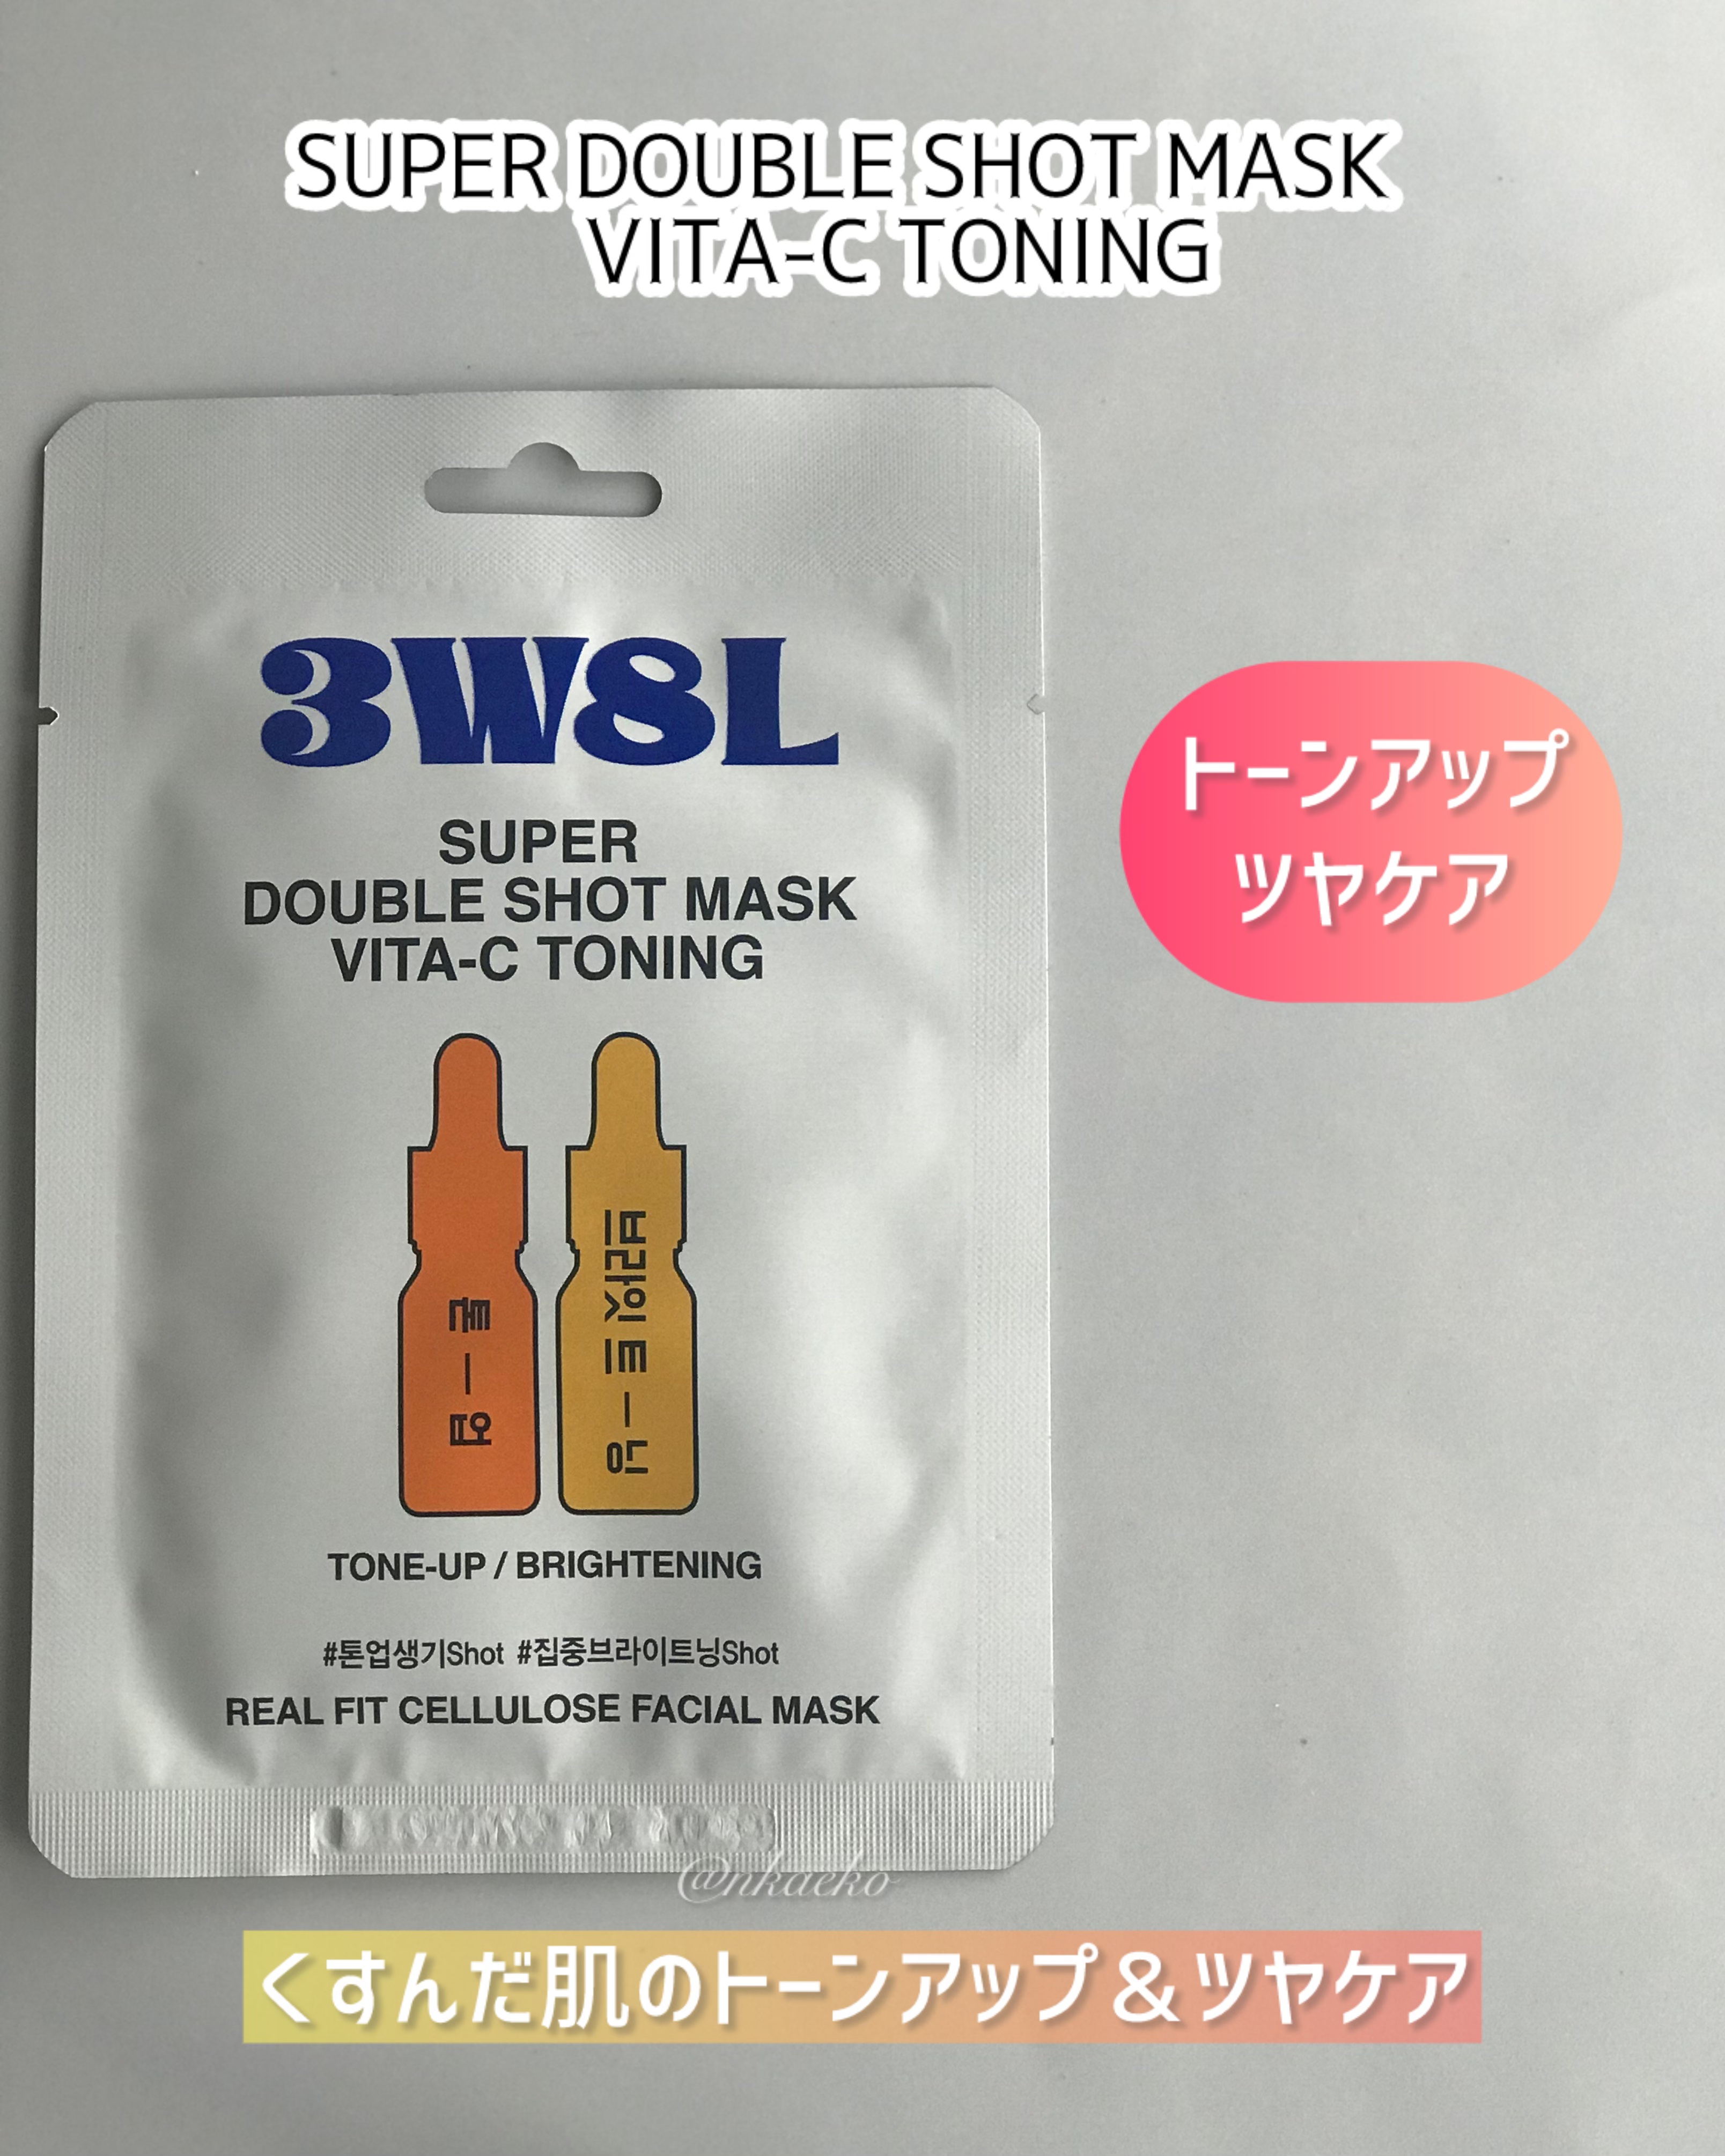 SUPER DOUBLE SHOT MASK
VITA-C TONING
3W8L
SUPER
DOUBLE SHOT MASK
VITA-C TONING
トーンアップ
ツヤケア
톤-업
브라이트-닝
TONE-UP / BRIGHTENING
#톤업생기Shot #집중브라이트닝Shot
REAL FIT CELLULOSE FACIAL MASK
@nkaeko
くすんだ肌のトーンアップ&ツヤケア